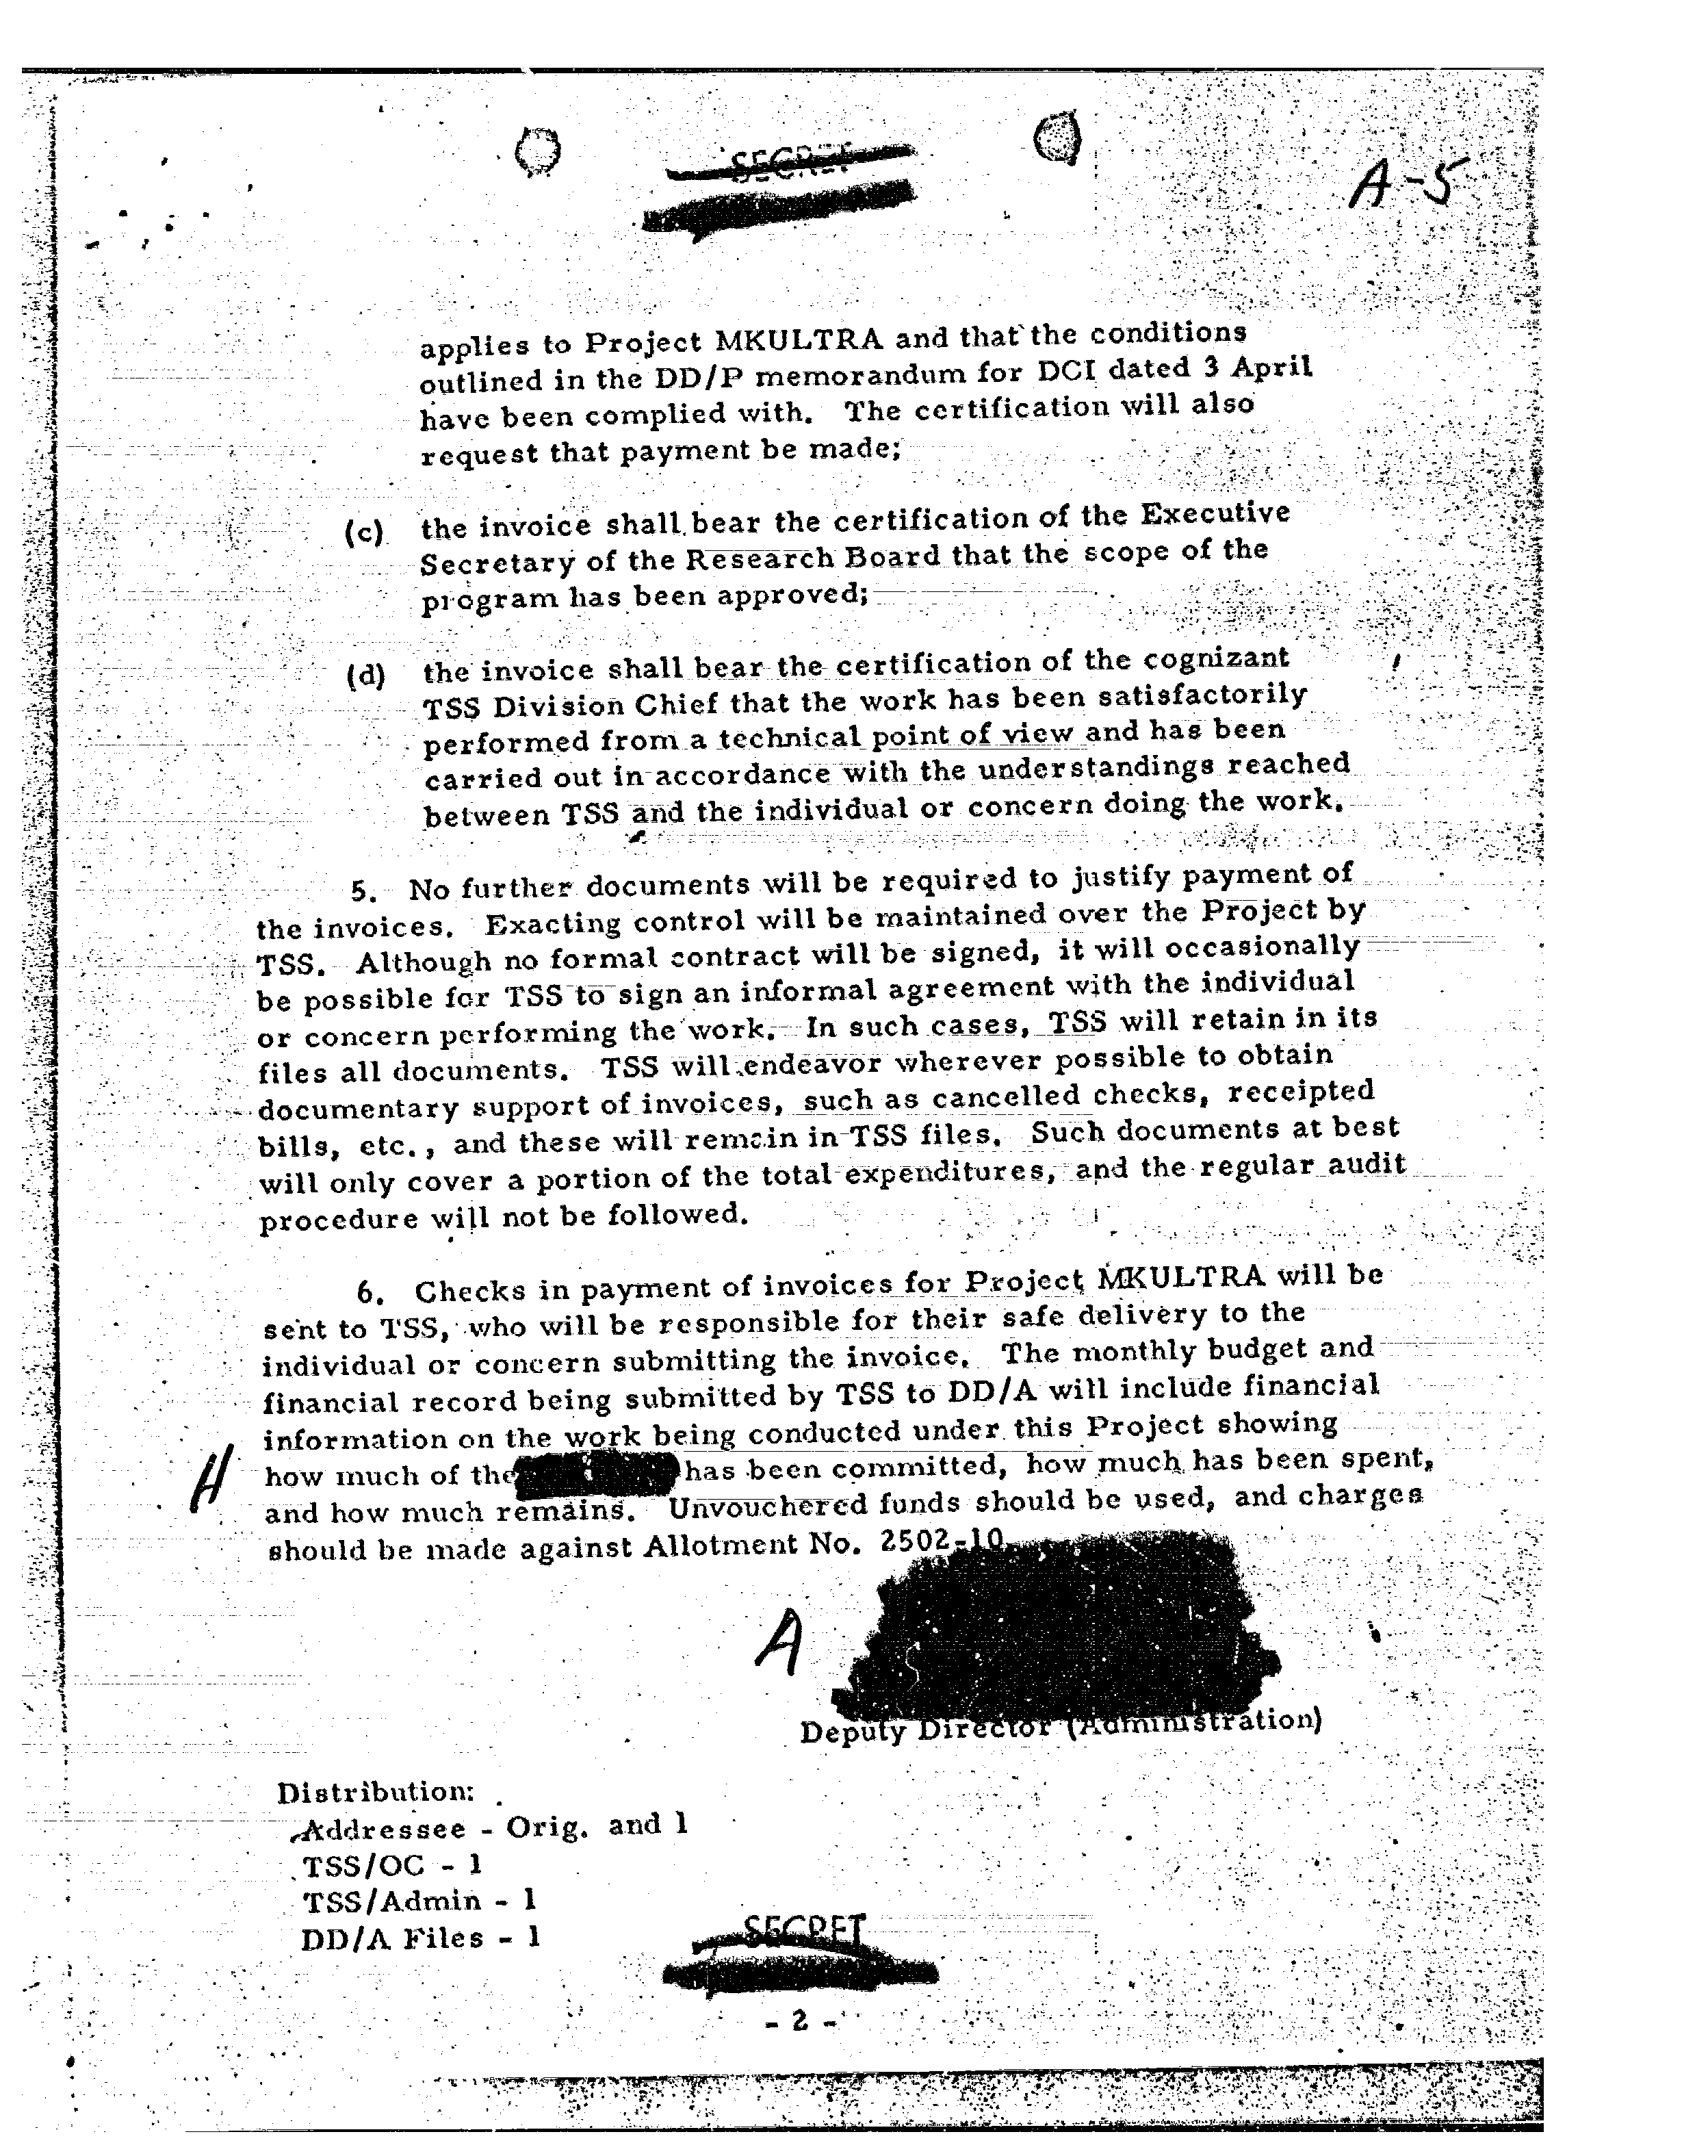 SECRET
A-5
applies to Project MKULTRA and that the conditions
outlined in the DD/P memorandum for DCI dated 3 April
have been complied with. The certification will also
request that payment be made;
(c) the invoice shall bear the certification of the Executive
Secretary of the Research Board that the scope of the
program has been approved;
(d) the invoice shall bear the certification of the cognizant
TSS Division Chief that the work has been satisfactorily
performed from a technical point of view and has been
carried out in accordance with the understandings reached
between TSS and the individual or concern doing the work.
5. No further documents will be required to justify payment of
the invoices. Exacting control will be maintained over the Project by
TSS. Although no formal contract will be signed, it will occasionally
be possible for TSS to sign an informal agreement with the individual
or concern performing the work. In such cases, TSS will retain in its
files all documents. TSS will endeavor wherever possible to obtain
documentary support of invoices, such as cancelled checks, receipted
bills, etc., and these will remain in TSS files. Such documents at best
will only cover a portion of the total expenditures, and the regular audit
procedure will not be followed.
6. Checks in payment of invoices for Project MKULTRA will be
sent to TSS, who will be responsible for their safe delivery to the
individual or concern submitting the invoice. The monthly budget and
financial record being submitted by TSS to DD/A will include financial
information on the work being conducted under this Project showing
H how much of the has been committed, how much has been spent,
and how much remains. Unvouchered funds should be used, and charges
should be made against Allotment No. 2502-10.
A
Deputy Director (Administration)
Distribution:
Addressee - Orig. and 1
TSS/OC - 1
TSS/Admin - 1
DD/A Files - 1
SECRET
- 2 -